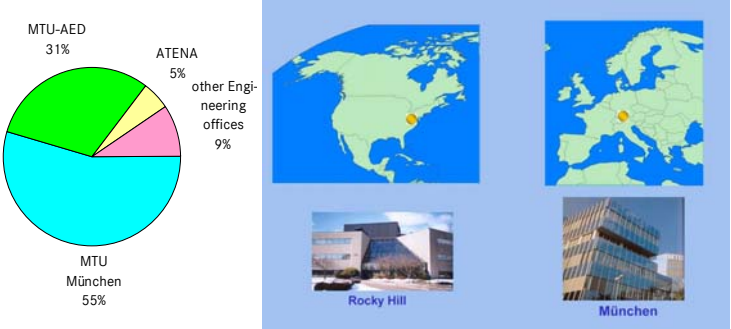 MTU-AED
31%
ATENA
5%
other Engi-
neering
offices
9%
MTU
München
55%
Rocky Hill
München